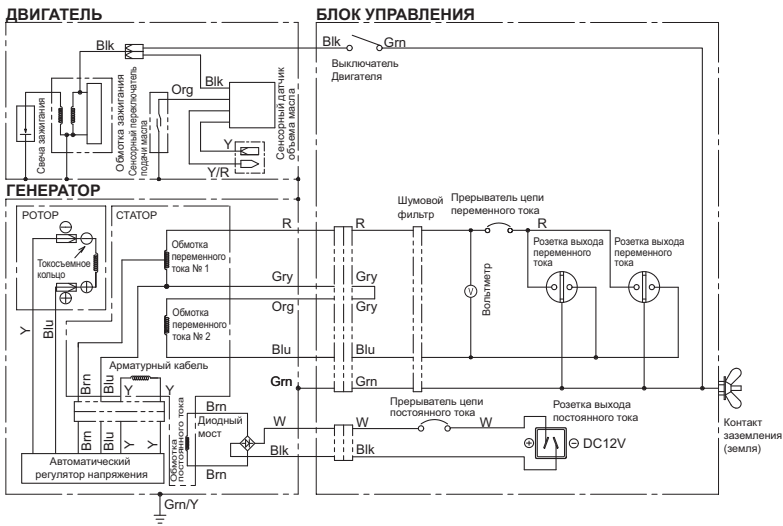 ДВИГАТЕЛЬ
БЛОК УПРАВЛЕНИЯ
Blk
Blk
Grn
Выключатель
Двигателя
Blk
Org
Свеча зажигания
Обмотка зажигания
Сенсорный переключатель
подачи масла
Сенсорный датчик
объема масла
Y
Y/R
ГЕНЕРАТОР
РОТОР
СТАТОР
Токосъемное
кольцо
Обмотка
переменного
тока № 1
Обмотка
переменного
тока № 2
R
R
Шумовой
фильтр
Прерыватель цепи
переменного тока
R
Розетка выхода
переменного
тока
Розетка выхода
переменного
тока
V
Вольтметр
Gry
Gry
Org
Gry
Blu
Blu
Y
Blu
Арматурный кабель
Brn
Blu
Y
Y
Grn
Grn
Brn
Blu
Y
Y
Автоматический
регулятор напряжения
Обмотка
постоянного тока
Brn
Диодный
мост
Brn
W
W
Blk
Blk
Прерыватель цепи
постоянного тока
W
Розетка выхода
постоянного тока
DC12V
Контакт
заземления
(земля)
Grn/Y